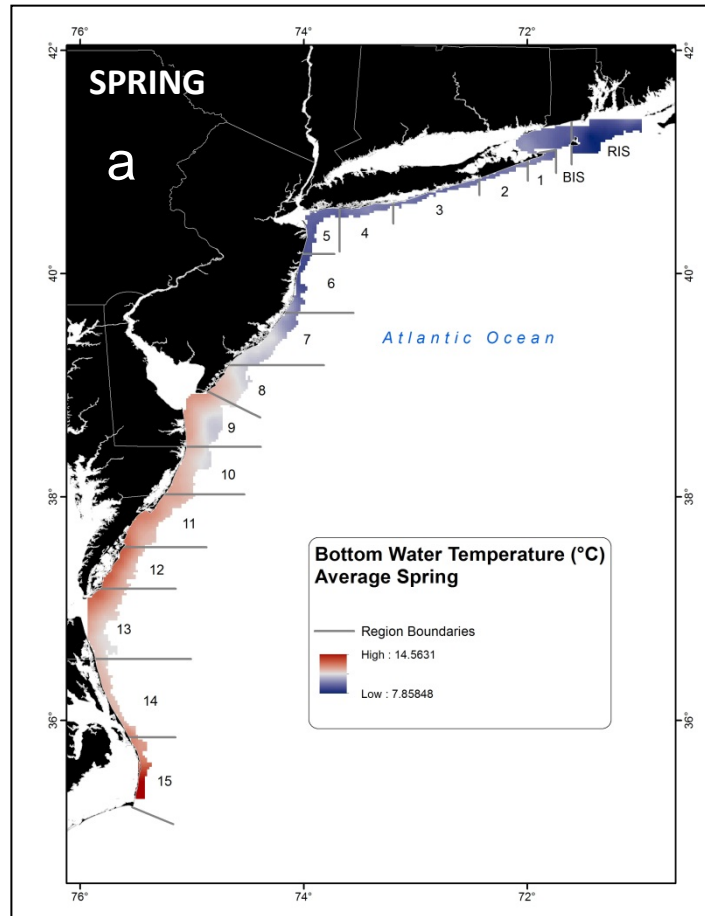 76°
74°
72°
42°
42°
SPRING
a
RIS
BIS
1
2
3
4
5
40°
40°
6
7
Atlantic Ocean
8
9
10
38°
38°
11
12
13
14
15
36°
36°
Bottom Water Temperature (°C)
Average Spring
Region Boundaries
High : 14.5631
Low : 7.85848
76°
74°
72°